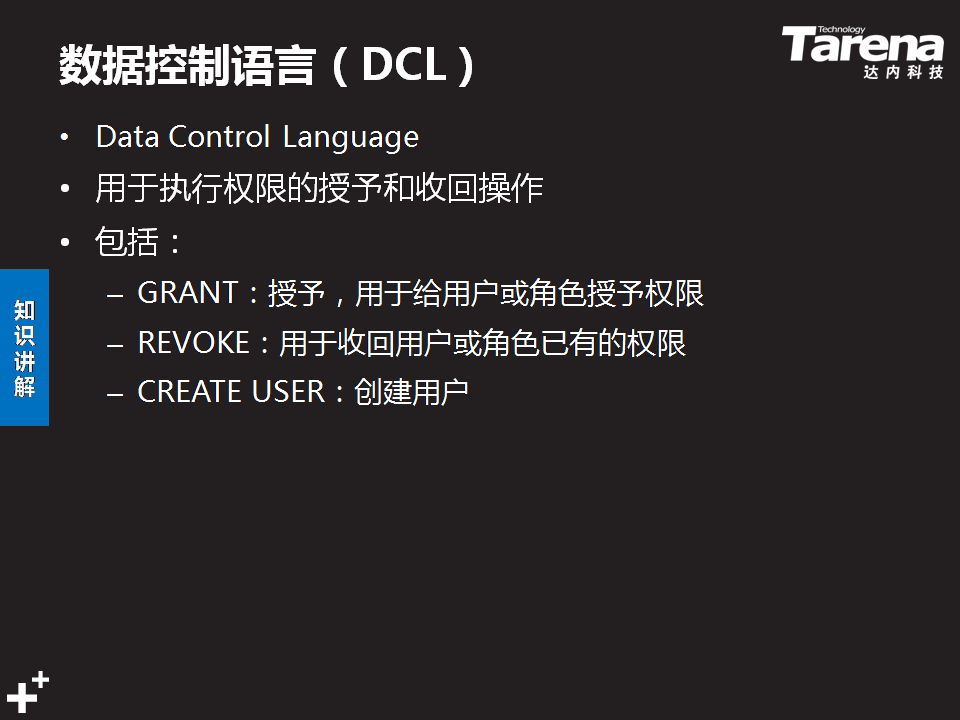 数据控制语言（DCL）
Technology
Tarena
达内科技
• Data Control Language
• 用于执行权限的授予和收回操作
• 包括：
– GRANT：授予，用于给用户或角色授予权限
– REVOKE：用于收回用户或角色已有的权限
– CREATE USER：创建用户
知识讲解